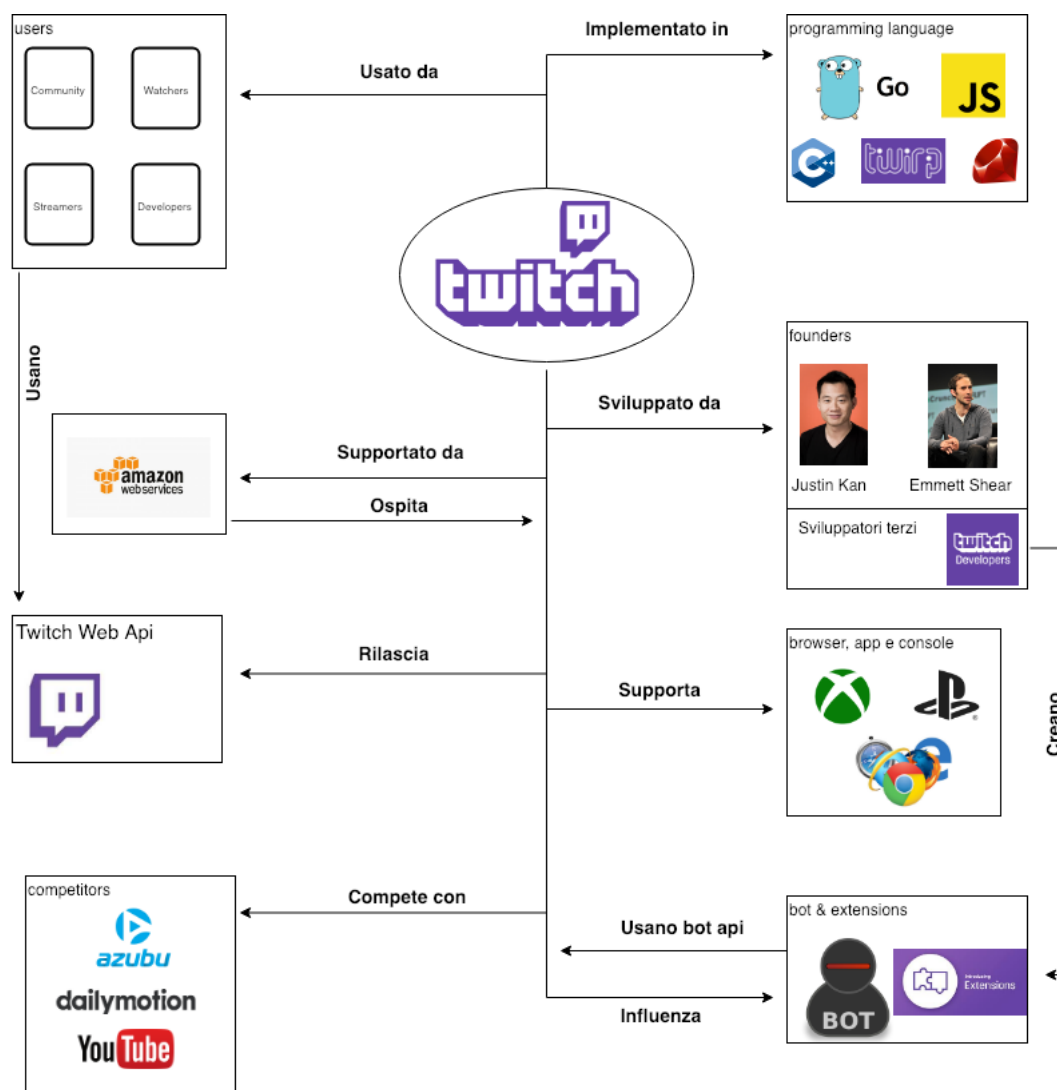 users
Community
Watchers
Streamers
Developers
Usato da
Implementato in
programming language
Go
JS
C++
twirp
twitch
Usano
founders
Sviluppato da
Justin Kan
Emmett Shear
Sviluppatori terzi
twitch
Developers
Supportato da
amazon
webservices
Ospita
Twitch Web Api
Rilascia
browser, app e console
Supporta
Creano
competitors
azubu
dailymotion
YouTube
Compete con
bot & extensions
Usano bot api
BOT
Introducing
Extensions
Influenza